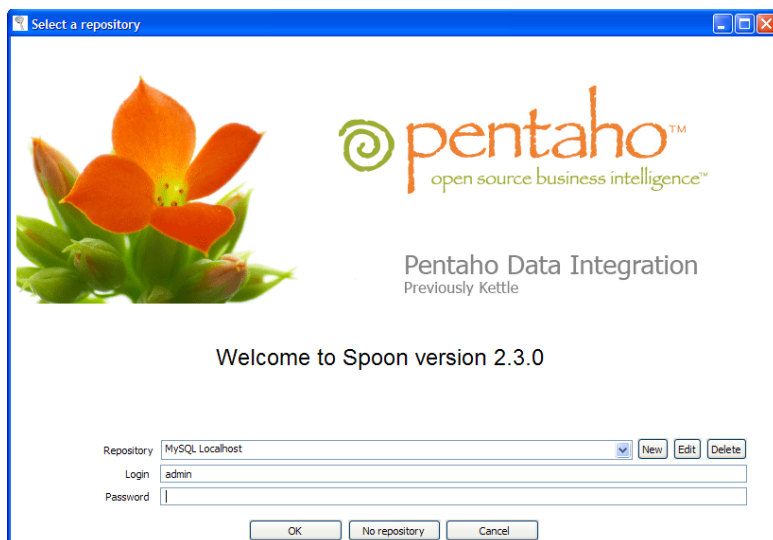 Select a repository
pentaho™
open source business intelligence™
Pentaho Data Integration
Previously Kettle
Welcome to Spoon version 2.3.0
Repository MySQL Localhost New Edit Delete
Login admin
Password
OK No repository Cancel